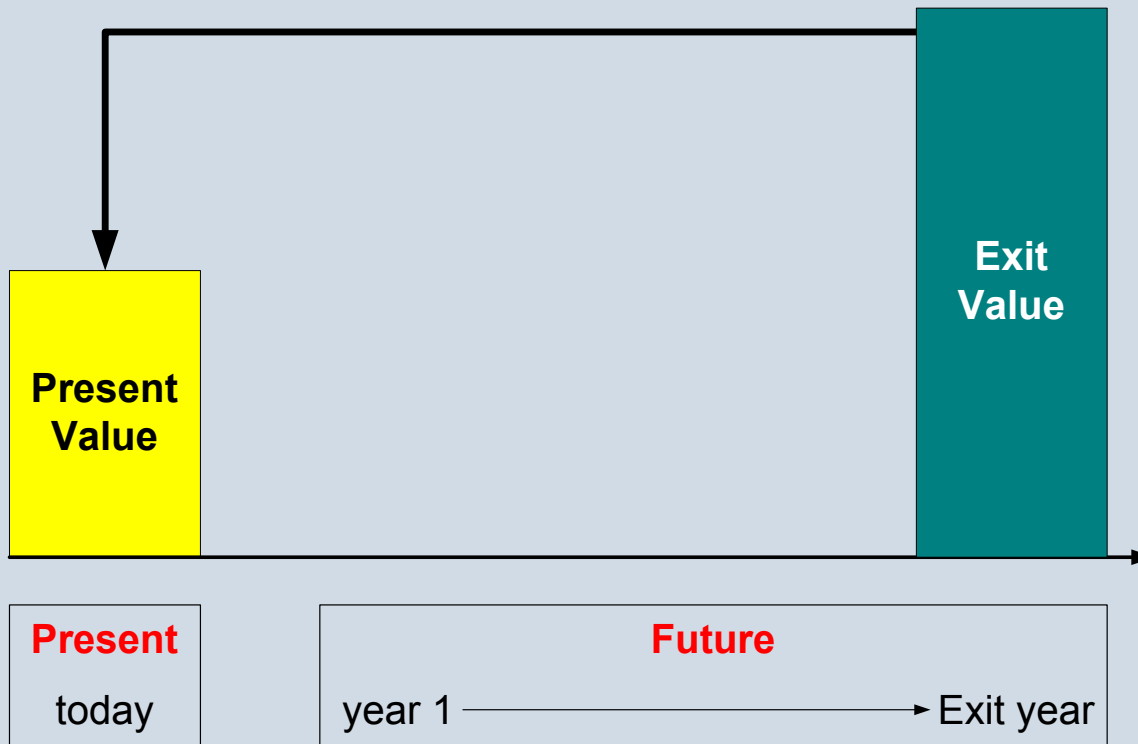 Exit
Value
Present
Value
Present
Future
today
year 1
Exit year